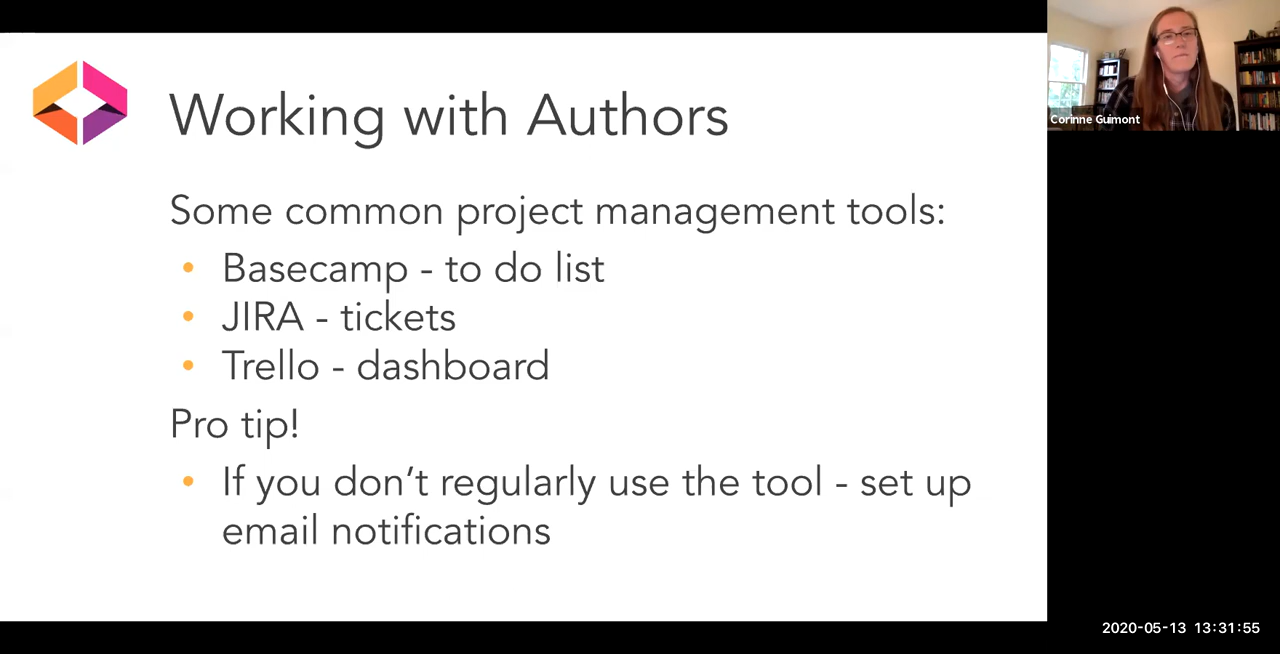 Working with Authors
Some common project management tools:
• Basecamp - to do list
• JIRA - tickets
• Trello - dashboard
Pro tip!
• If you don’t regularly use the tool - set up
email notifications
Corinne Guimont
2020-05-13 13:31:55